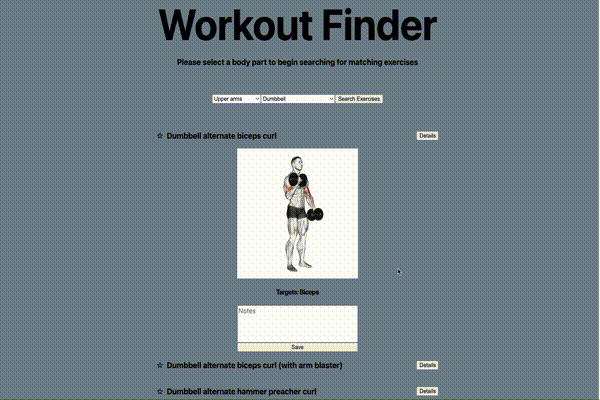 Workout Finder
Please select a body part to begin searching for matching exercises
Upper arms Dumbbell Search Exercises
☆ Dumbbell alternate biceps curl Details
Targets: Biceps
Notes
Save
☆ Dumbbell alternate biceps curl (with arm blaster) Details
☆ Dumbbell alternate hammer preacher curl Details